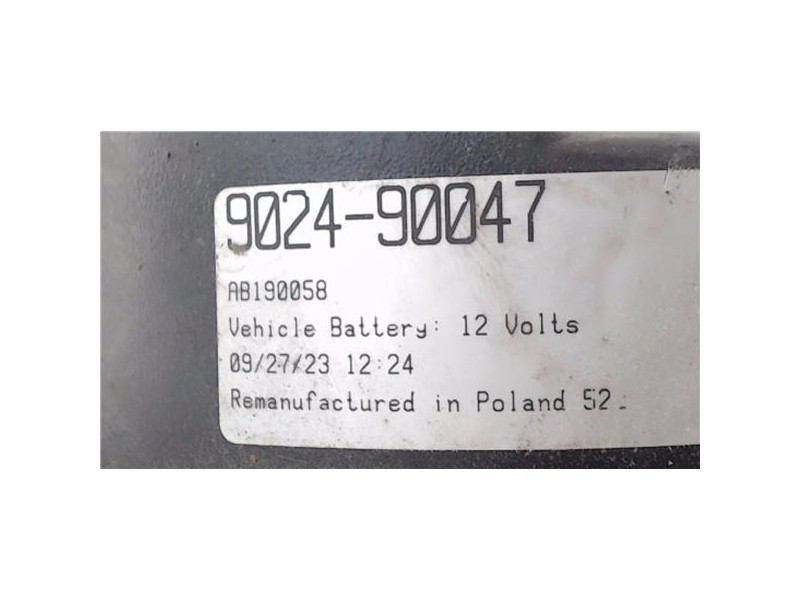 9024-90047
AB190058
Vehicle Battery: 12 Volts
09/27/23 12:24
Remanufactured in Poland 52.